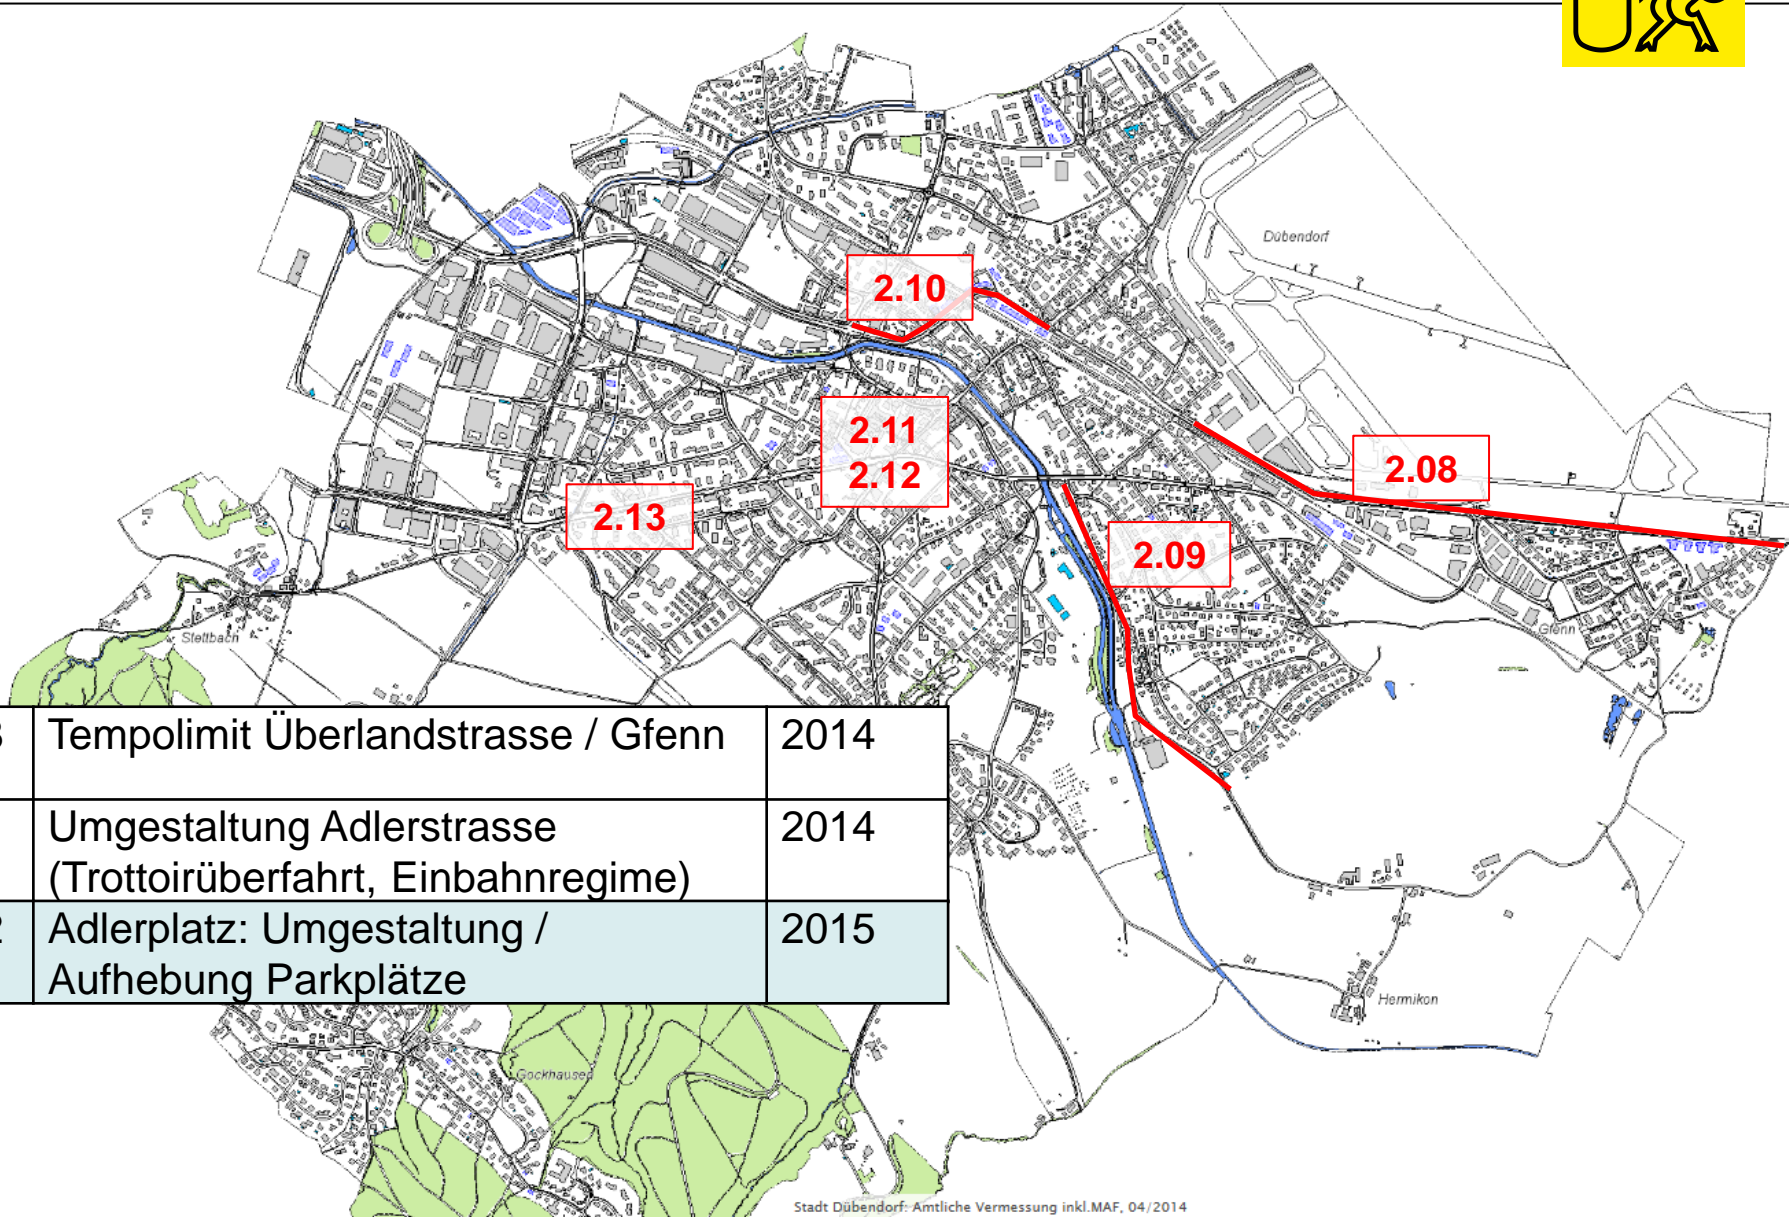 Dübendorf
2.10
2.11
2.12
2.08
2.13
2.09
Stettbach
Gfenn
3 Tempolimit Überlandstrasse / Gfenn 2014
Umgestaltung Adlerstrasse 2014
(Trottoirüberfahrt, Einbahnregime)
2 Adlerplatz: Umgestaltung / 2015
Aufhebung Parkplätze
Hermikon
Gockhausen
Stadt Dübendorf: Amtliche Vermessung inkl.MAF, 04/2014